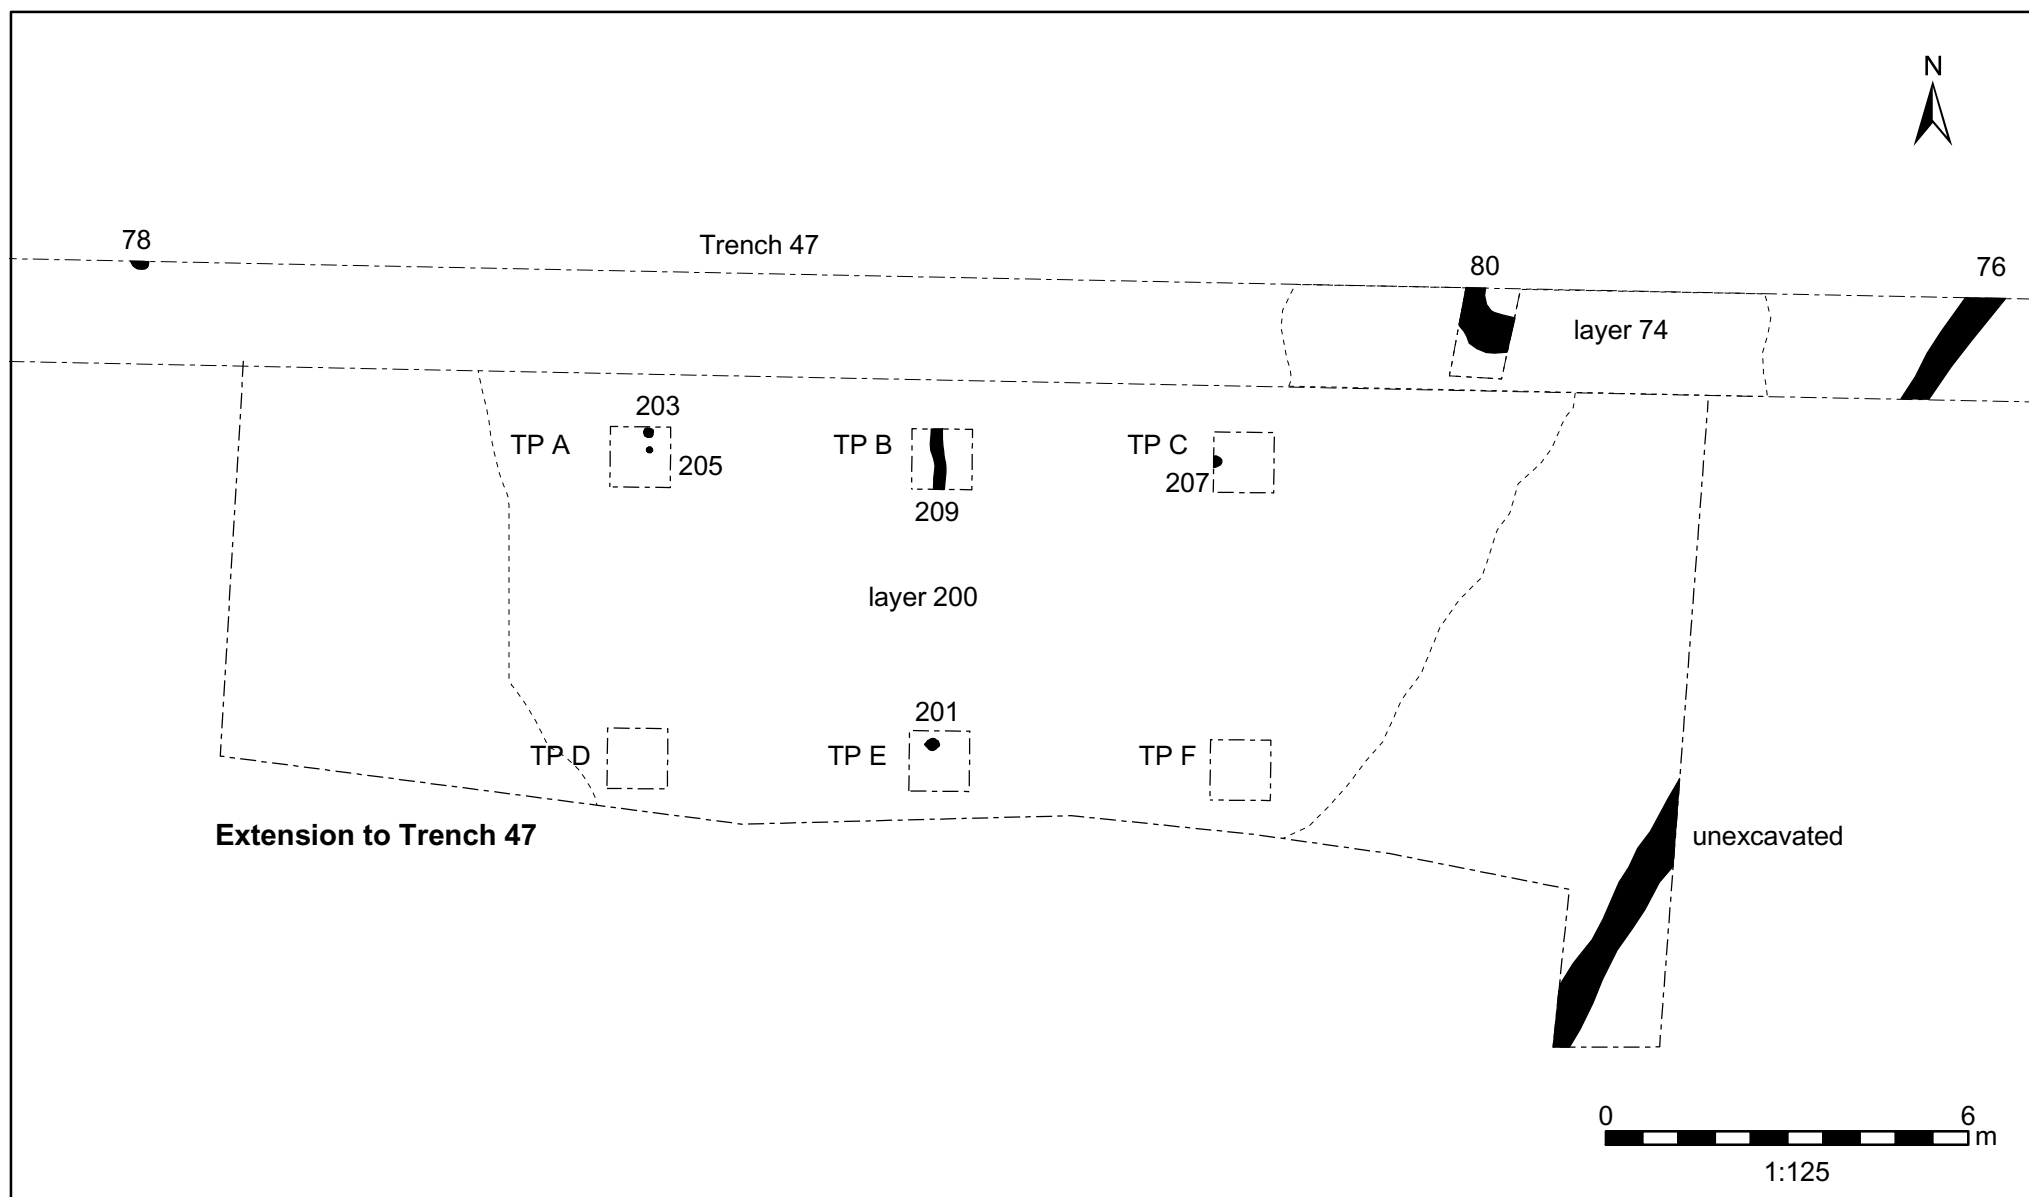 N
78
Trench 47
80
76
layer 74
203
TP A
TP B
TP C
205
207
209
layer 200
201
TP D
TP E
TP F
Extension to Trench 47
unexcavated
0
6
m
1:125